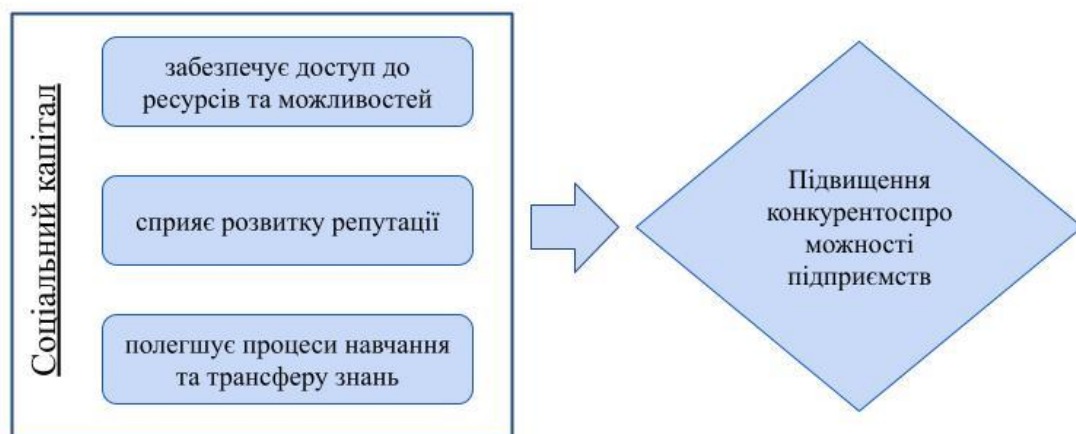 Соціальний капітал
забезпечує доступ до
ресурсів та можливостей
сприяє розвитку репутації
полегшує процеси навчання
та трансферу знань
Підвищення
конкурентоспро
можності
підприємств